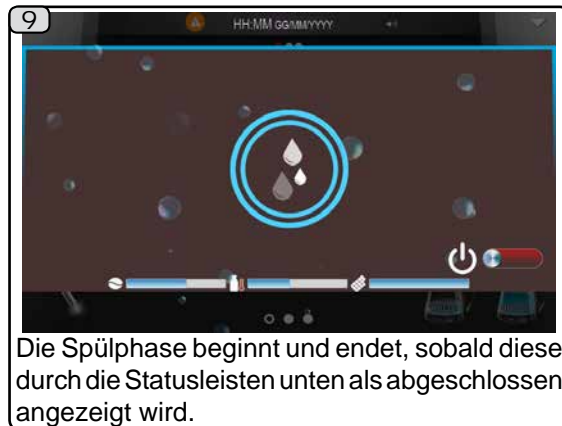 9
HH:MM GG/MM/YYYY
Die Spülphase beginnt und endet, sobald diese
durch die Statusleisten unten als abgeschlossen
angezeigt wird.